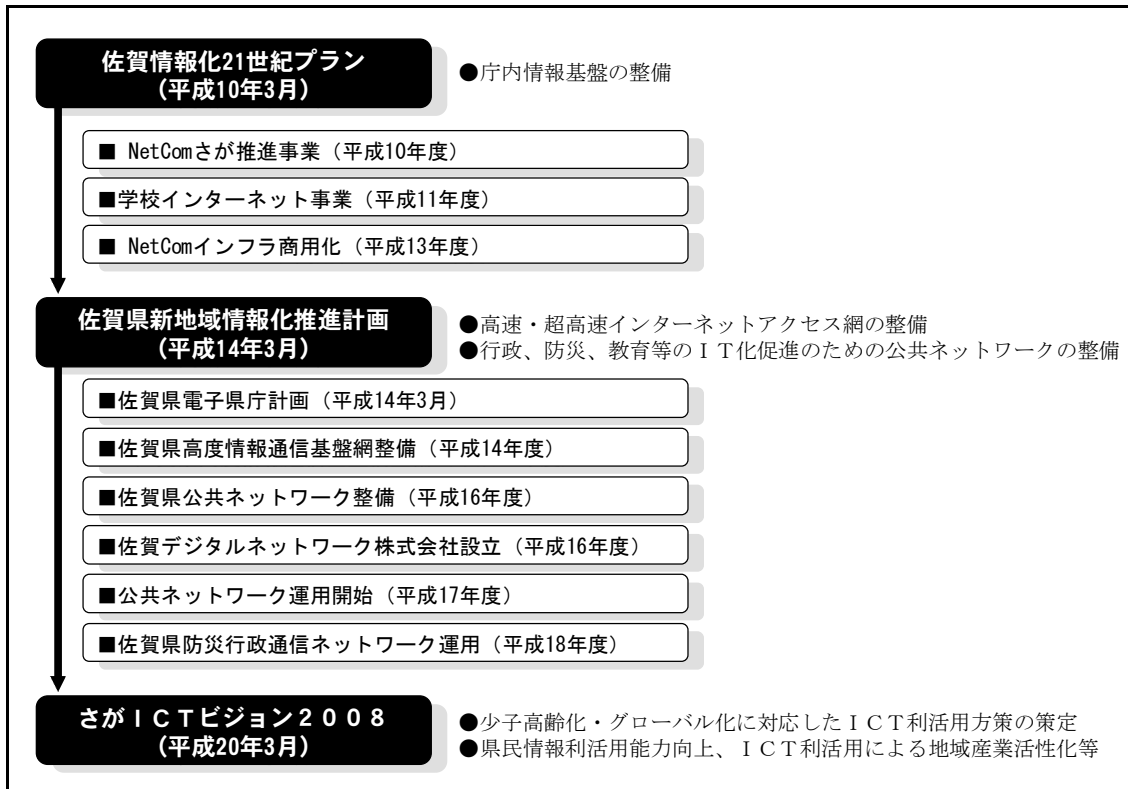 佐賀情報化21世紀プラン
(平成10年3月)
●庁内情報基盤の整備
■ NetComさが推進事業（平成10年度）
■学校インターネット事業（平成11年度）
■ NetComインフラ商用化（平成13年度）
佐賀県新地域情報化推進計画
(平成14年3月)
●高速・超高速インターネットアクセス網の整備
●行政、防災、教育等のＩＴ化促進のための公共ネットワークの整備
■佐賀県電子県庁計画（平成14年3月）
■佐賀県高度情報通信基盤網整備（平成14年度）
■佐賀県公共ネットワーク整備（平成16年度）
■佐賀デジタルネットワーク株式会社設立（平成16年度）
■公共ネットワーク運用開始（平成17年度）
■佐賀県防災行政通信ネットワーク運用（平成18年度）
さがＩＣＴビジョン２００８
(平成20年3月)
●少子高齢化・グローバル化に対応したＩＣＴ利活用方策の策定
●県民情報利活用能力向上、ＩＣＴ利活用による地域産業活性化等